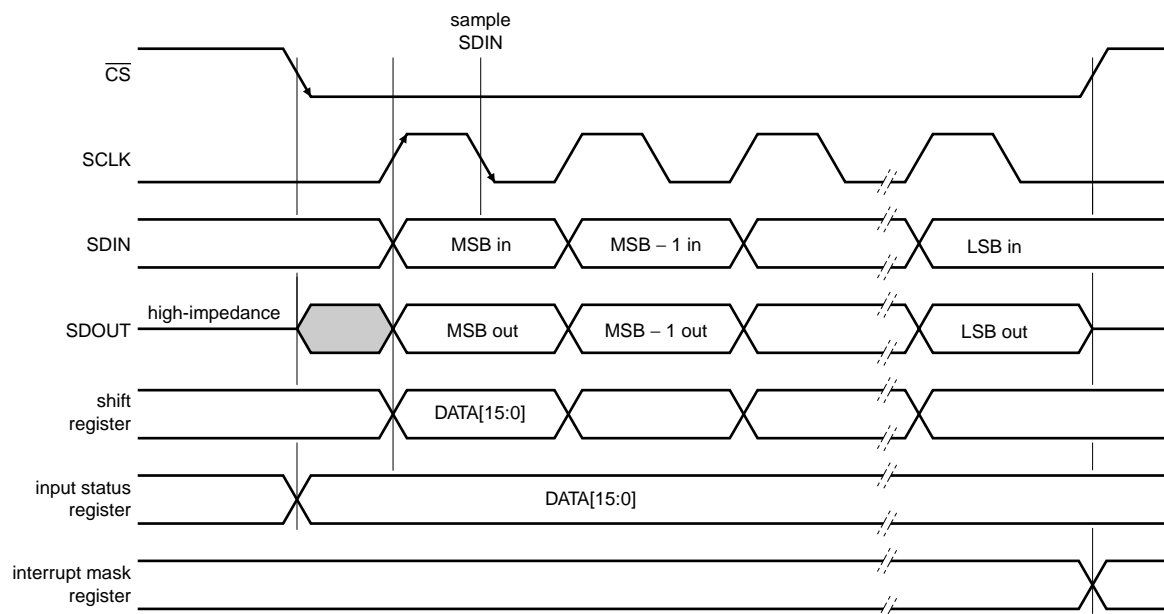 sample
SDIN
CS
SCLK
SDIN
MSB in
MSB – 1 in
LSB in
high-impedance
SDOUT
MSB out
MSB – 1 out
LSB out
shift
register
DATA[15:0]
input status
register
DATA[15:0]
interrupt mask
register